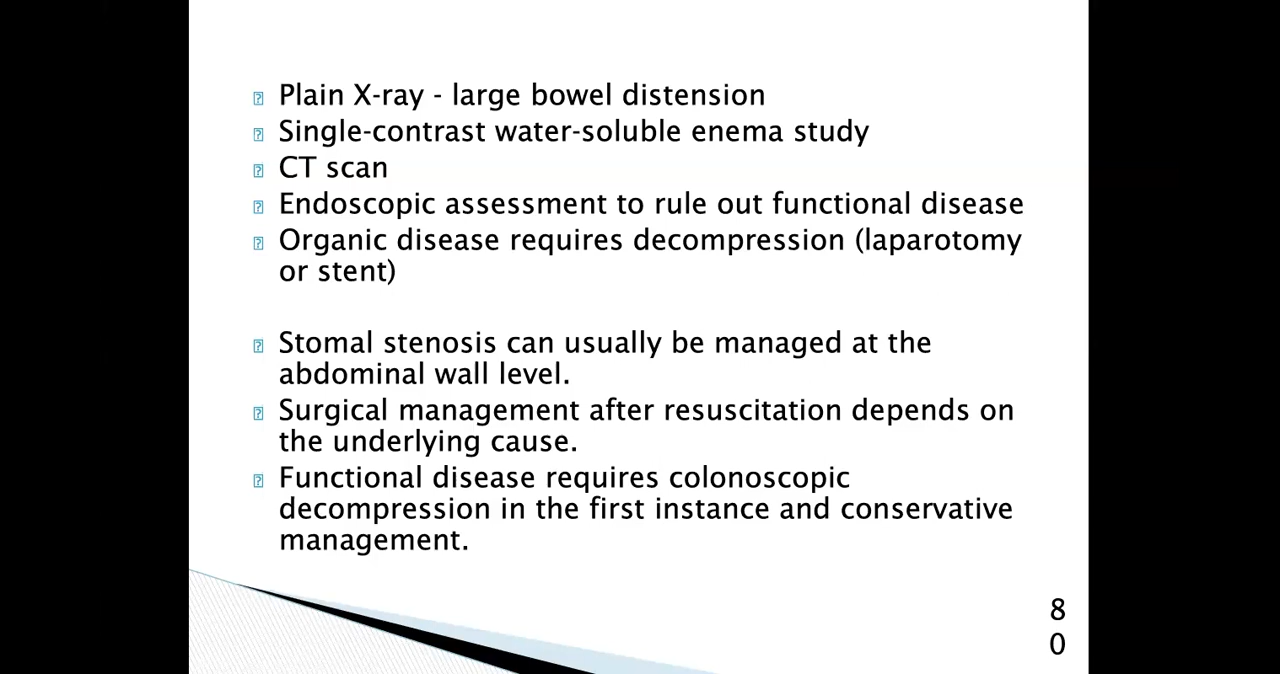 Plain X-ray - large bowel distension
Single-contrast water-soluble enema study
CT scan
Endoscopic assessment to rule out functional disease
Organic disease requires decompression (laparotomy
or stent)
Stomal stenosis can usually be managed at the
abdominal wall level.
Surgical management after resuscitation depends on
the underlying cause.
Functional disease requires colonoscopic
decompression in the first instance and conservative
management.
8
0